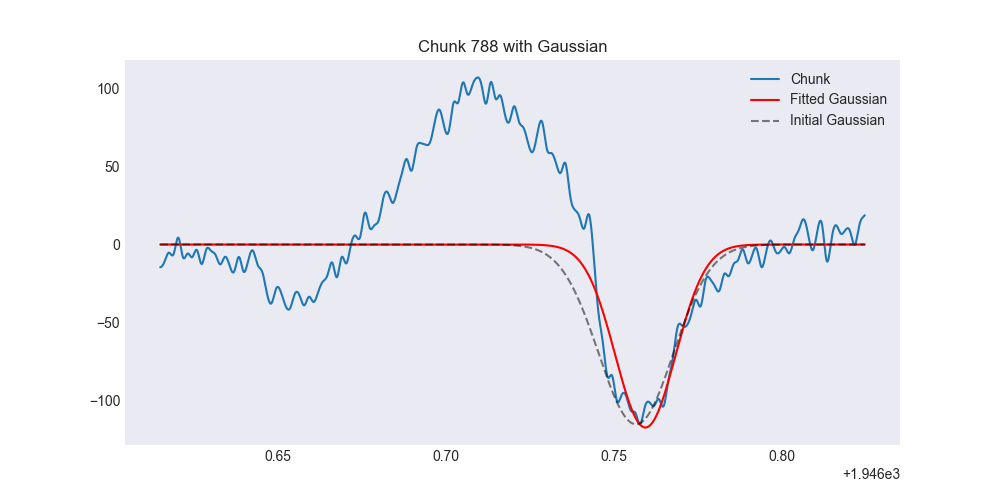 Chunk 788 with Gaussian
Chunk
Fitted Gaussian
Initial Gaussian
100
50
0
−50
−100
0.65
0.70
0.75
0.80
+1.946e3